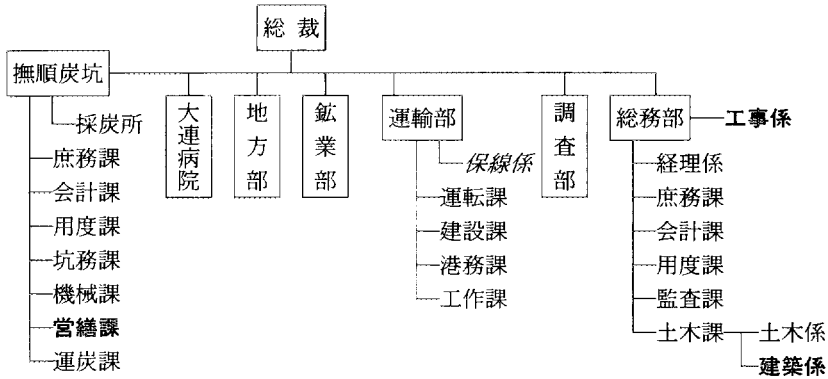 総裁
撫順炭坑
採炭所
庶務課
会計課
用度課
坑務課
機械課
営繕課
運炭課
大連病院
地方部
鉱業部
運輸部
保線係
運転課
建設課
港務課
工作課
調査部
総務部
工事係
経理係
庶務課
会計課
用度課
監査課
土木課
土木係
建築係